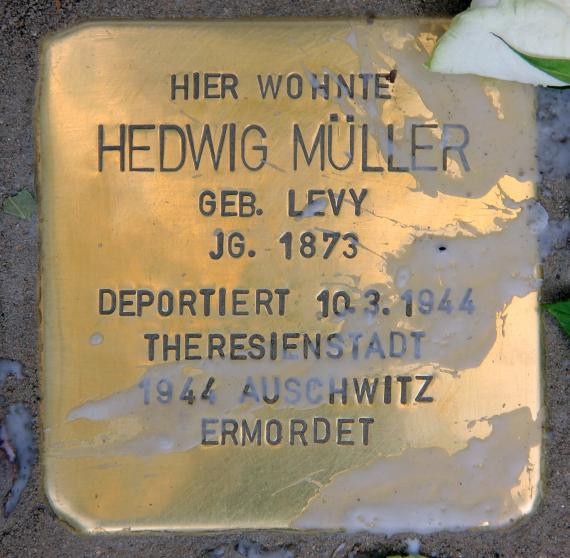 HIER WOHNTE
HEDWIG MÜLLER
GEB. LEVY
JG. 1873
DEPORTIERT 10.3.1944
THERESIENSTADT
1944 AUSCHWITZ
ERMORDET